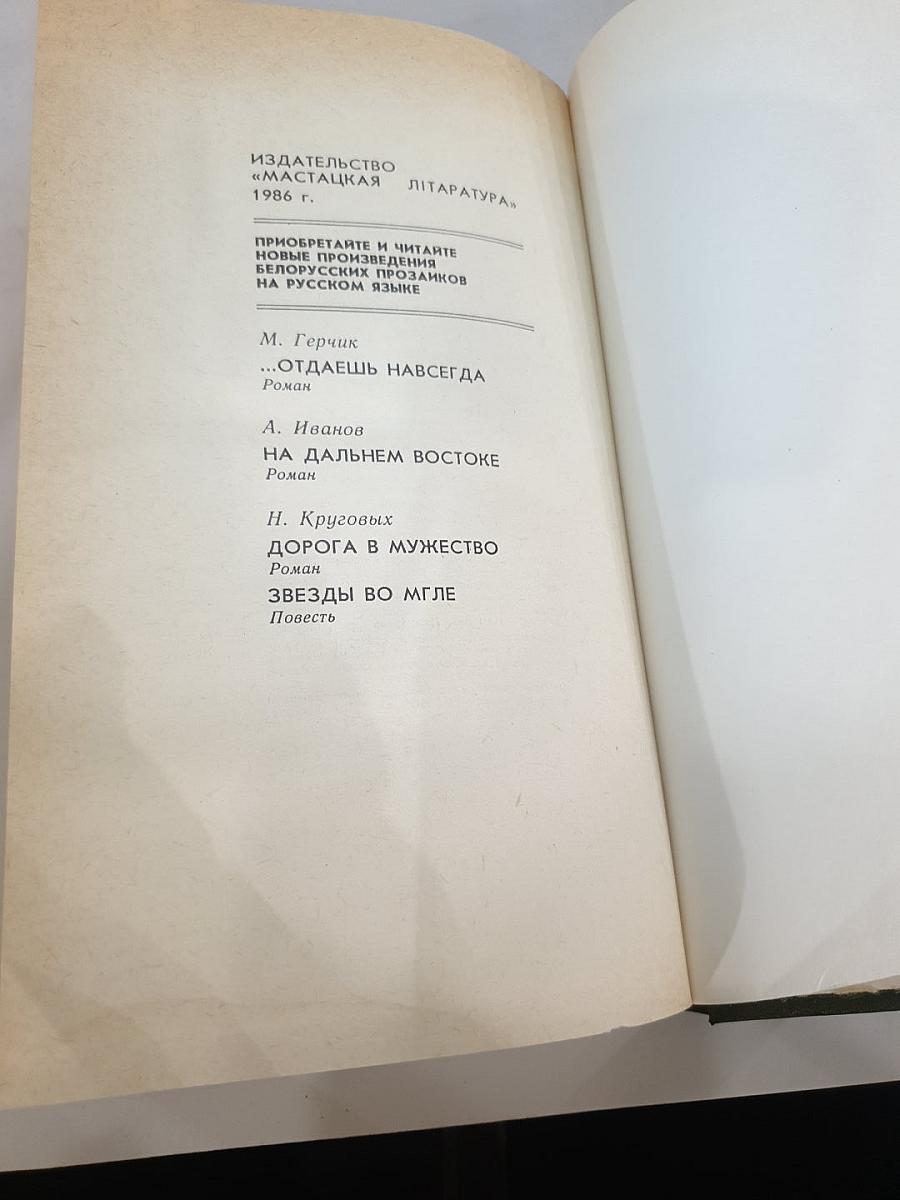 ИЗДАТЕЛЬСТВО
«МАСТАЦКАЯ ЛІТАРАТУРА»
1986 г.
ПРИОБРЕТАЙТЕ И ЧИТАЙТЕ
НОВЫЕ ПРОИЗВЕДЕНИЯ
БЕЛОРУССКИХ ПРОЗАИКОВ
НА РУССКОМ ЯЗЫКЕ
М. Герчик
...ОТДАЕШЬ НАВСЕГДА
Роман
А. Иванов
НА ДАЛЬНЕМ ВОСТОКЕ
Роман
Н. Круговых
ДОРОГА В МУЖЕСТВО
Роман
ЗВЕЗДЫ ВО МГЛЕ
Повесть